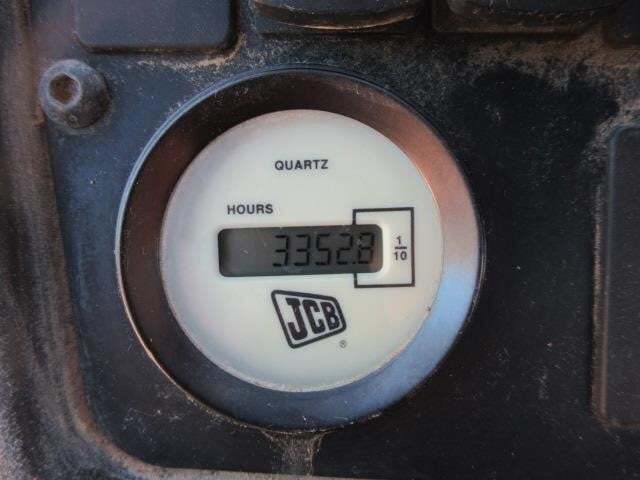 QUARTZ
HOURS
3352.8
1/10
JCB
®